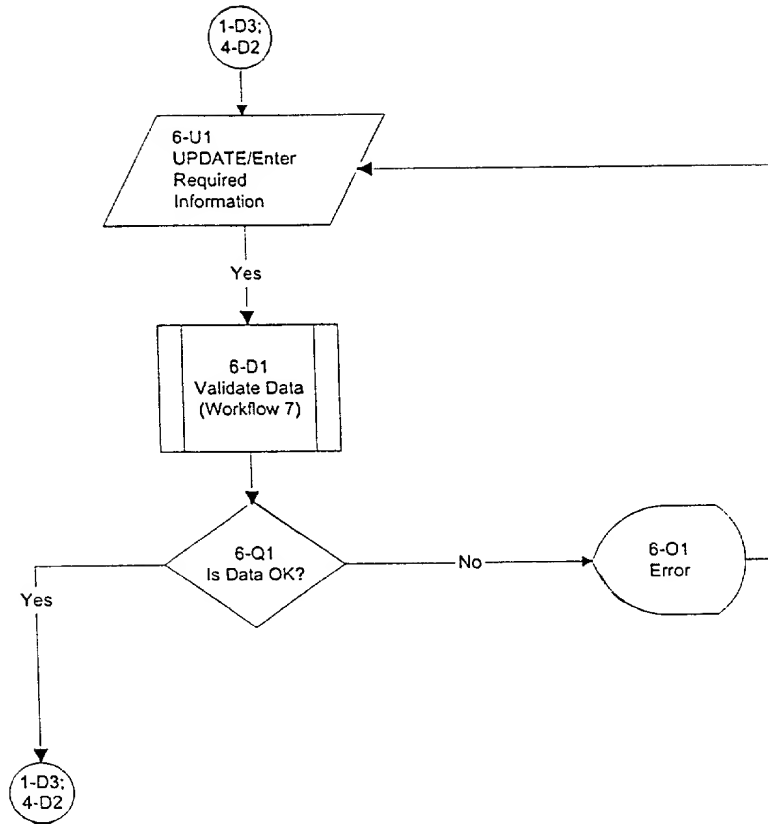 1-D3;
4-D2
6-U1
UPDATE/Enter
Required
Information
Yes
6-D1
Validate Data
(Workflow 7)
6-Q1
Is Data OK?
No
6-O1
Error
Yes
1-D3;
4-D2